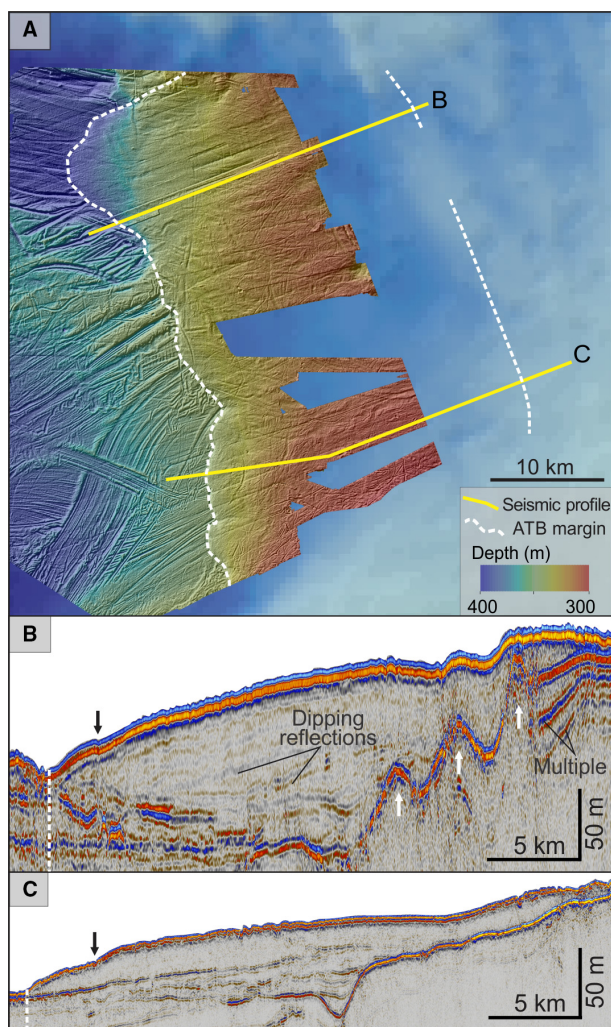 A
B
C
10 km
Seismic profile
ATB margin
Depth (m)
400
300
B
Dipping
reflections
Multiple
5 km
50 m
C
5 km
50 m